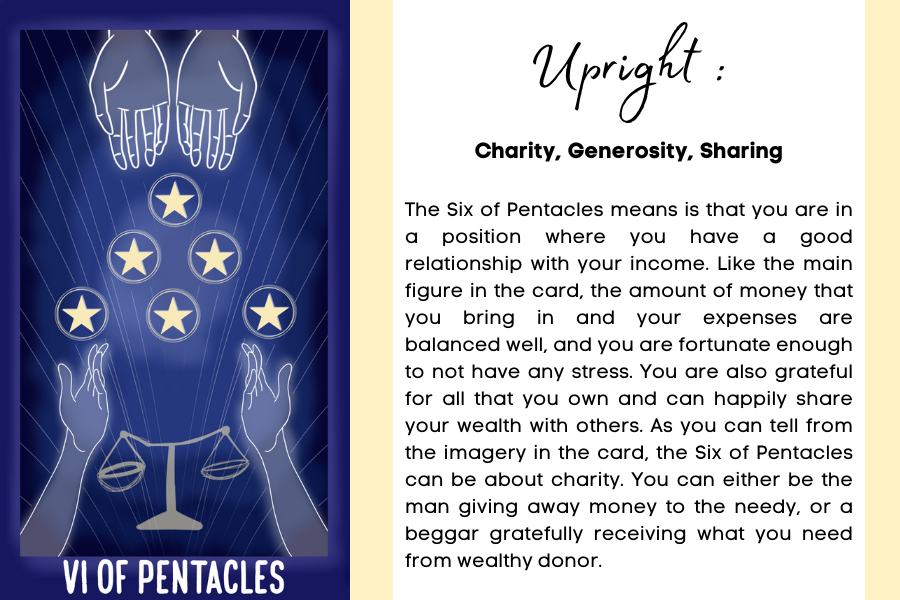 VI OF PENTACLES
Upright :
Charity, Generosity, Sharing
The Six of Pentacles means is that you are in
a position where you have a good
relationship with your income. Like the main
figure in the card, the amount of money that
you bring in and your expenses are
balanced well, and you are fortunate enough
to not have any stress. You are also grateful
for all that you own and can happily share
your wealth with others. As you can tell from
the imagery in the card, the Six of Pentacles
can be about charity. You can either be the
man giving away money to the needy, or a
beggar gratefully receiving what you need
from wealthy donor.